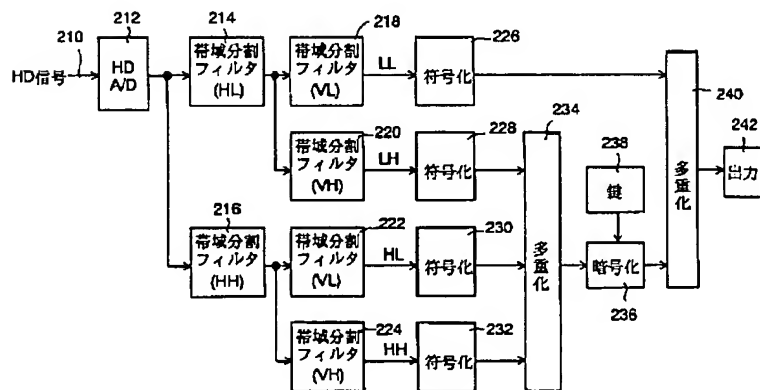 212
214
218
226
210
HD信号
HD
A/D
帯域分割
フィルタ
(HL)
帯域分割
フィルタ
(VL)
LL
符号化
240
234
242
220
228
238
帯域分割
フィルタ
(VH)
LH
符号化
鍵
多重化
出力
216
222
230
帯域分割
フィルタ
(HH)
帯域分割
フィルタ
(VL)
HL
符号化
多重化
暗号化
236
224
232
帯域分割
フィルタ
(VH)
HH
符号化